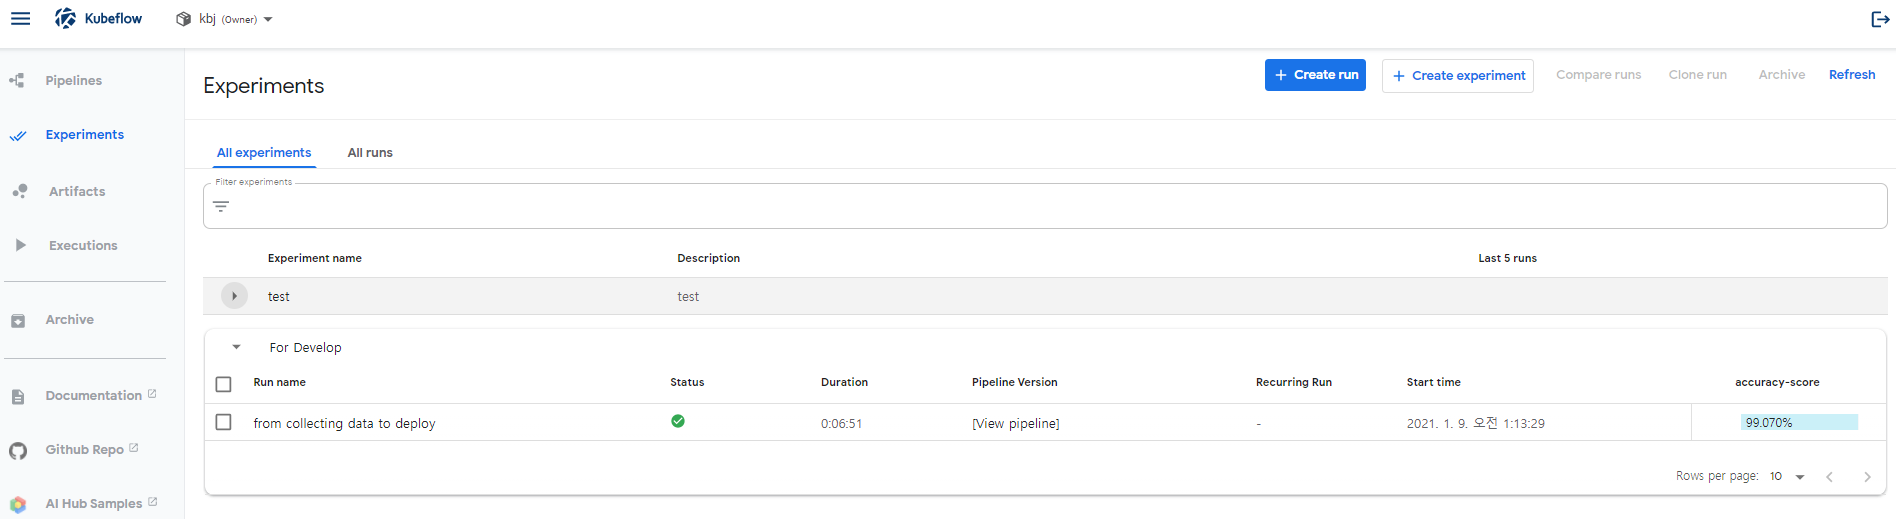 Kubeflow
kbj (Owner)
Pipelines
Experiments
Artifacts
Executions
Archive
Documentation
Github Repo
AI Hub Samples
Experiments
+ Create run
+ Create experiment
Compare runs
Clone run
Archive
Refresh
All experiments
All runs
Filter experiments
Experiment name Description Last 5 runs
test test
For Develop
Run name Status Duration Pipeline Version Recurring Run Start time accuracy-score
from collecting data to deploy 0:06:51 [View pipeline] - 2021. 1. 9. 오전 1:13:29 99.070%
Rows per page: 10